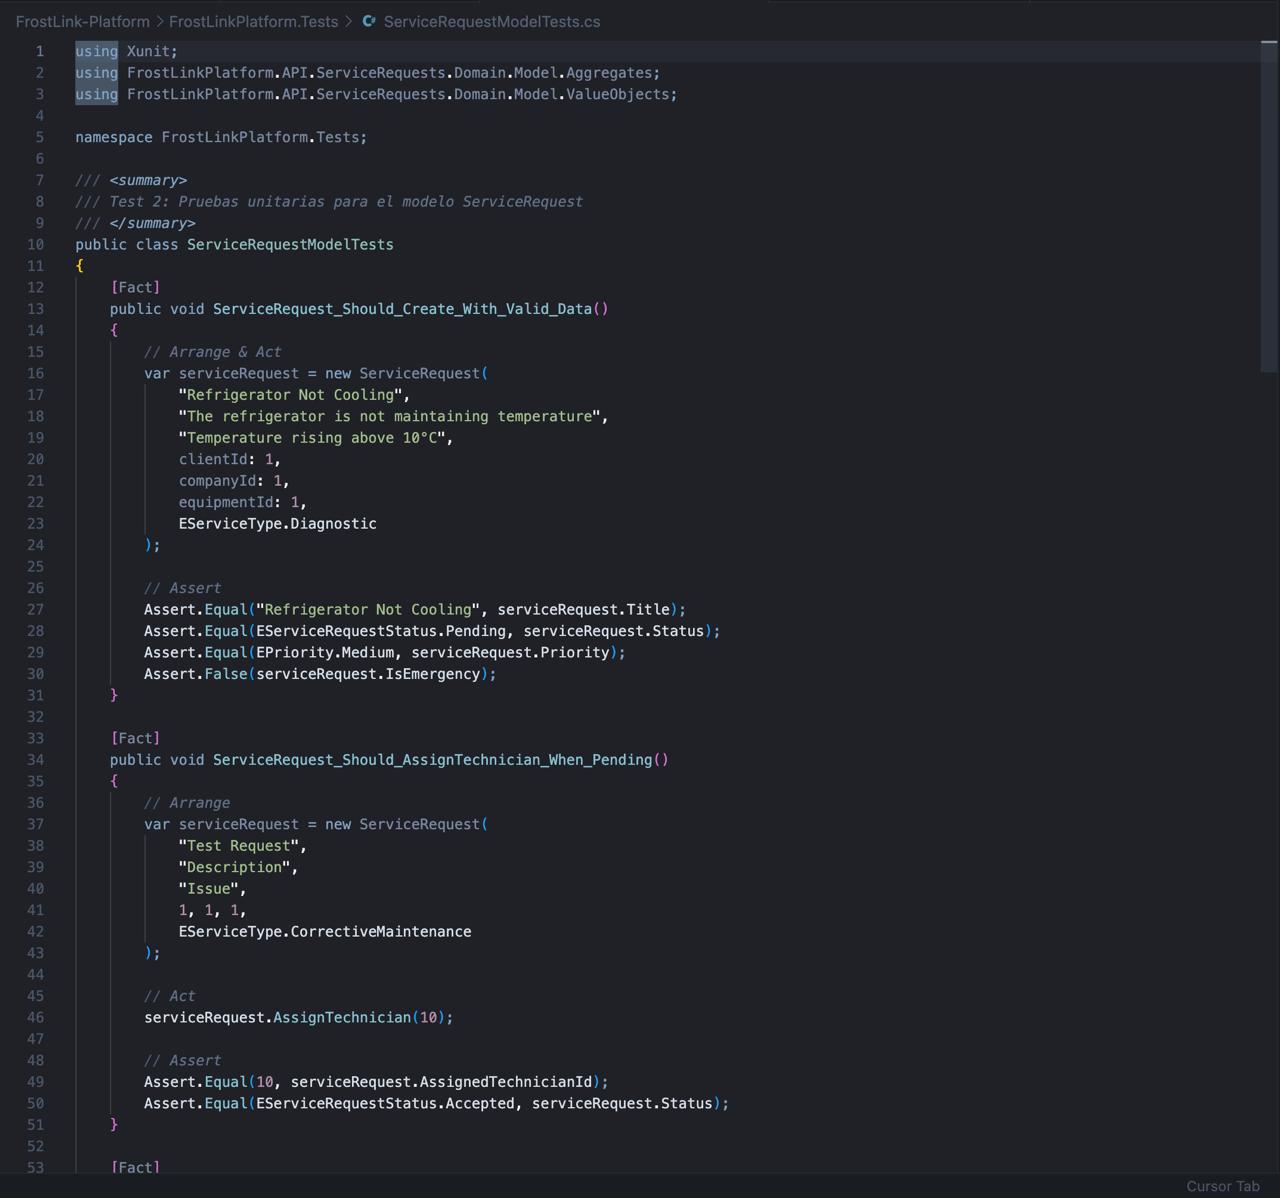 FrostLink-Platform > FrostLinkPlatform.Tests > C# ServiceRequestModelTests.cs
1 using Xunit;
2 using FrostLinkPlatform.API.ServiceRequests.Domain.Model.Aggregates;
3 using FrostLinkPlatform.API.ServiceRequests.Domain.Model.ValueObjects;
4
5 namespace FrostLinkPlatform.Tests;
6
7 /// <summary>
8 /// Test 2: Pruebas unitarias para el modelo ServiceRequest
9 /// </summary>
10 public class ServiceRequestModelTests
11 {
12     [Fact]
13     public void ServiceRequest_Should_Create_With_Valid_Data()
14     {
15         // Arrange & Act
16         var serviceRequest = new ServiceRequest(
17             "Refrigerator Not Cooling",
18             "The refrigerator is not maintaining temperature",
19             "Temperature rising above 10°C",
20             clientId: 1,
21             companyId: 1,
22             equipmentId: 1,
23             EServiceType.Diagnostic
24         );
25
26         // Assert
27         Assert.Equal("Refrigerator Not Cooling", serviceRequest.Title);
28         Assert.Equal(EServiceRequestStatus.Pending, serviceRequest.Status);
29         Assert.Equal(EPriority.Medium, serviceRequest.Priority);
30         Assert.False(serviceRequest.IsEmergency);
31     }
32
33     [Fact]
34     public void ServiceRequest_Should_AssignTechnician_When_Pending()
35     {
36         // Arrange
37         var serviceRequest = new ServiceRequest(
38             "Test Request",
39             "Description",
40             "Issue",
41             1, 1, 1,
42             EServiceType.CorrectiveMaintenance
43         );
44
45         // Act
46         serviceRequest.AssignTechnician(10);
47
48         // Assert
49         Assert.Equal(10, serviceRequest.AssignedTechnicianId);
50         Assert.Equal(EServiceRequestStatus.Accepted, serviceRequest.Status);
51     }
52
53     [Fact]
Cursor Tab